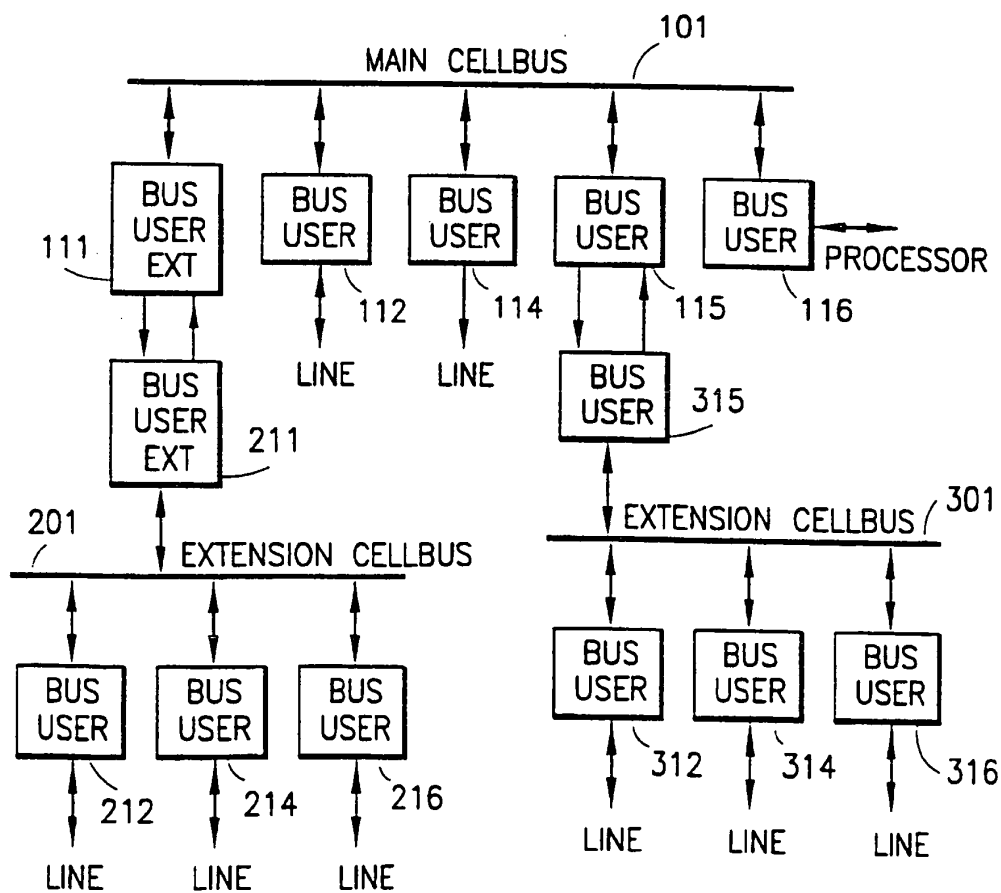 101
MAIN CELLBUS
BUS
USER
EXT
111
BUS
USER
112
BUS
USER
114
BUS
USER
115
BUS
USER
116
PROCESSOR
LINE
LINE
BUS
USER
EXT
211
BUS
USER
315
201
EXTENSION CELLBUS
EXTENSION CELLBUS
301
BUS
USER
212
BUS
USER
214
BUS
USER
216
BUS
USER
312
BUS
USER
314
BUS
USER
316
LINE
LINE
LINE
LINE
LINE
LINE